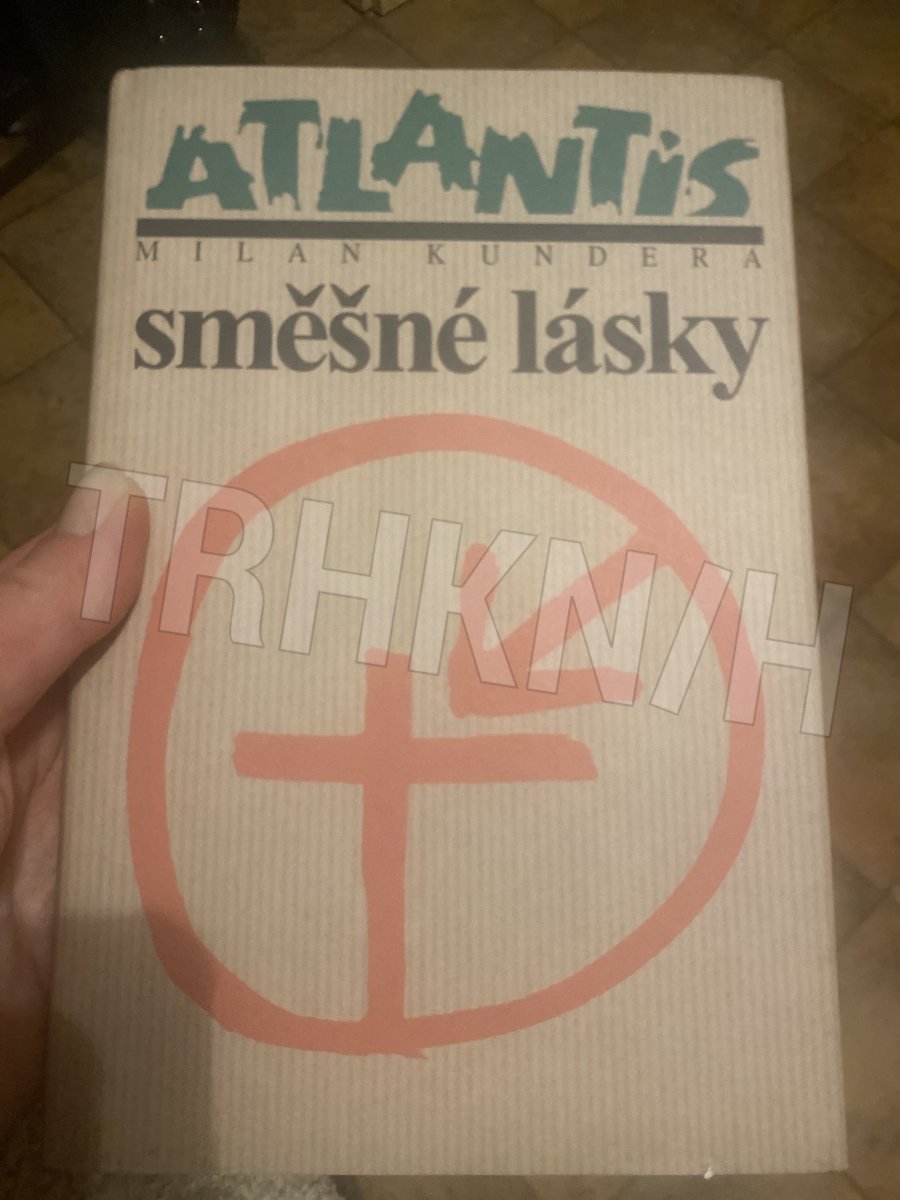 ATLANTiS
MILAN KUNDERA
směšné lásky
TRHKNIH